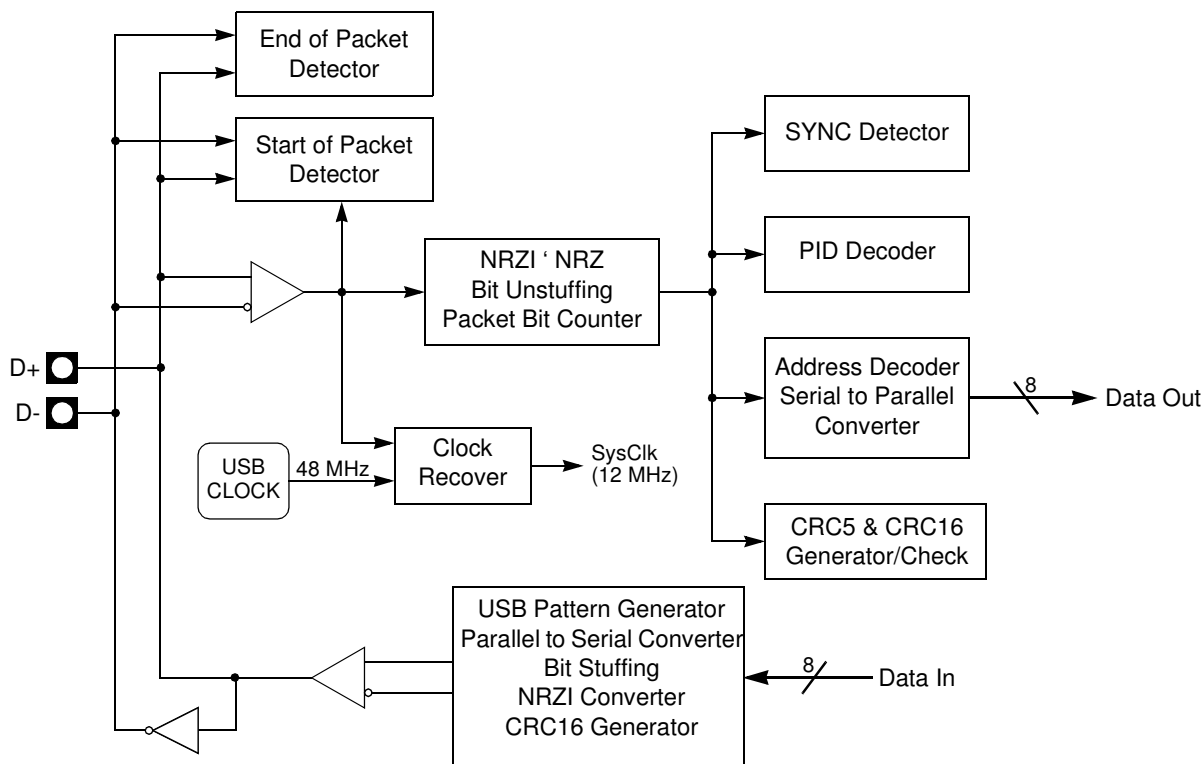 End of Packet
Detector
Start of Packet
Detector
SYNC Detector
PID Decoder
NRZI ‘ NRZ
Bit Unstuffing
Packet Bit Counter
D+
D-
Address Decoder
Serial to Parallel
Converter
8
Data Out
USB
CLOCK
48 MHz
Clock
Recover
SysClk
(12 MHz)
CRC5 & CRC16
Generator/Check
USB Pattern Generator
Parallel to Serial Converter
Bit Stuffing
NRZI Converter
CRC16 Generator
8
Data In